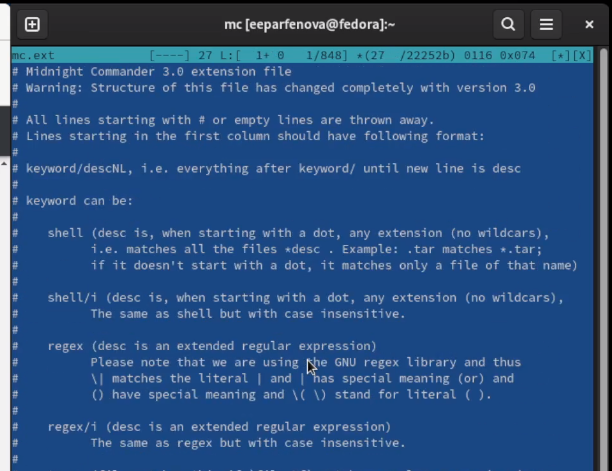 mc [eeparfenova@fedora]:~
mc.ext [----] 27 L:[ 1+ 0 1/848] *(27 /22252b) 0116 0x074 [*][X]
# Midnight Commander 3.0 extension file
# Warning: Structure of this file has changed completely with version 3.0
#
# All lines starting with # or empty lines are thrown away.
# Lines starting in the first column should have following format:
#
# keyword/descNL, i.e. everything after keyword/ until new line is desc
#
# keyword can be:
#
# shell (desc is, when starting with a dot, any extension (no wildcars),
# i.e. matches all the files *desc . Example: .tar matches *.tar;
# if it doesn't start with a dot, it matches only a file of that name)
#
# shell/i (desc is, when starting with a dot, any extension (no wildcars),
# The same as shell but with case insensitive.
#
# regex (desc is an extended regular expression)
# Please note that we are using the GNU regex library and thus
# \| matches the literal | and | has special meaning (or) and
# () have special meaning and \( \) stand for literal ( ).
#
# regex/i (desc is an extended regular expression)
# The same as regex but with case insensitive.
#